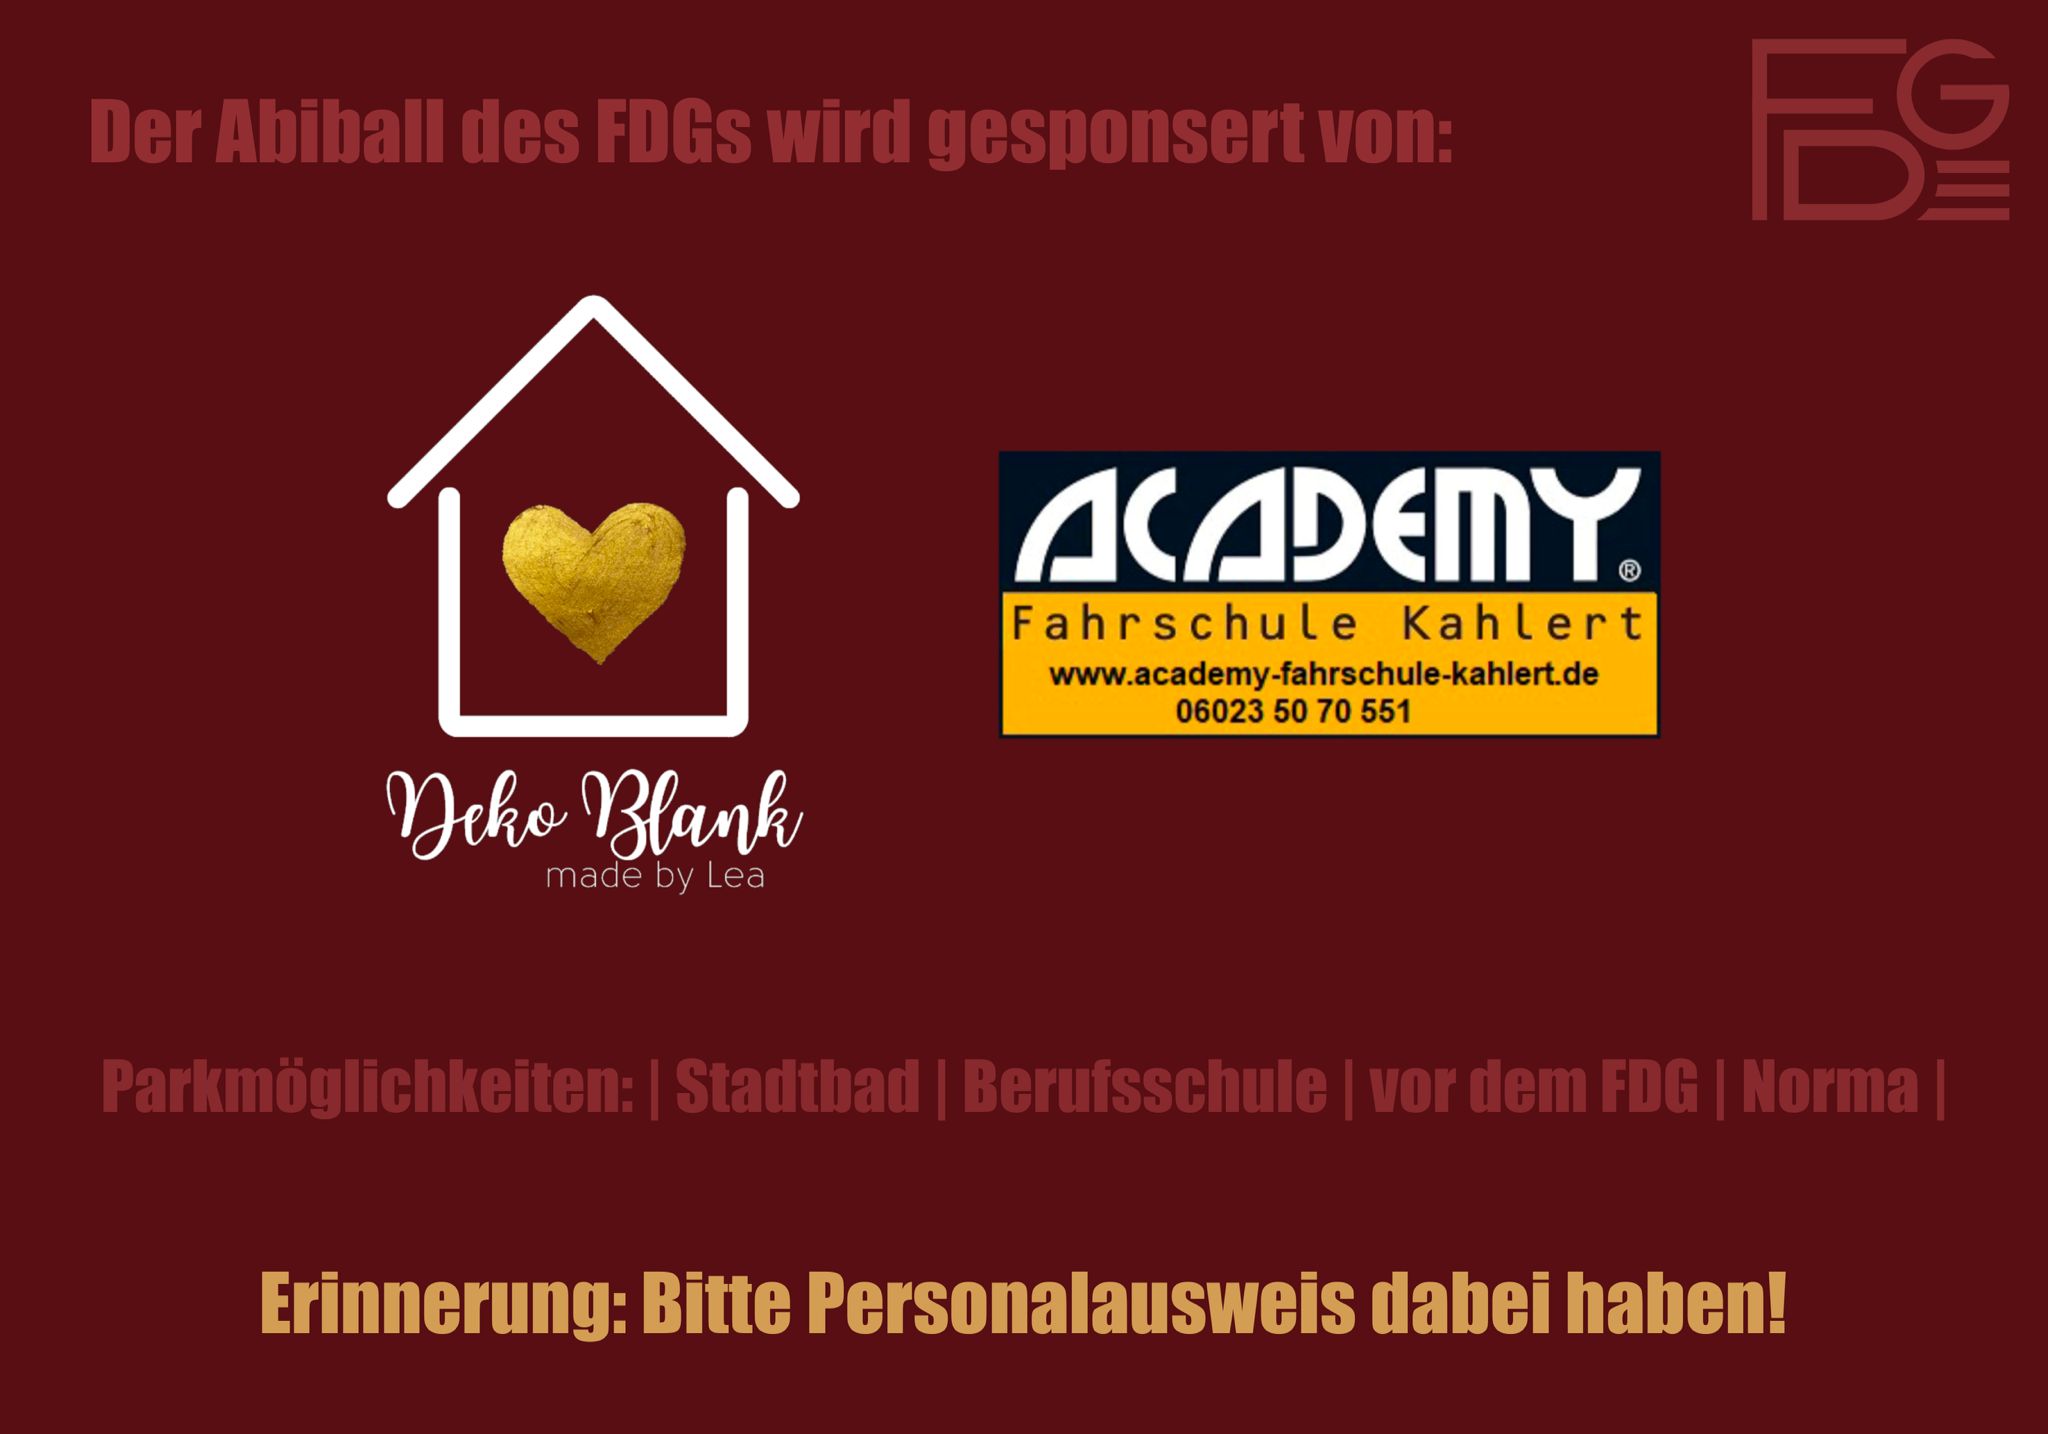 FDG
Der Abiball des FDGs wird gesponsert von:
ACADEMY®
Fahrschule Kahlert
www.academy-fahrschule-kahlert.de
06023 50 70 551
Deko Blank
made by Lea
Parkmöglichkeiten: | Stadtbad | Berufsschule | vor dem FDG | Norma |
Erinnerung: Bitte Personalausweis dabei haben!